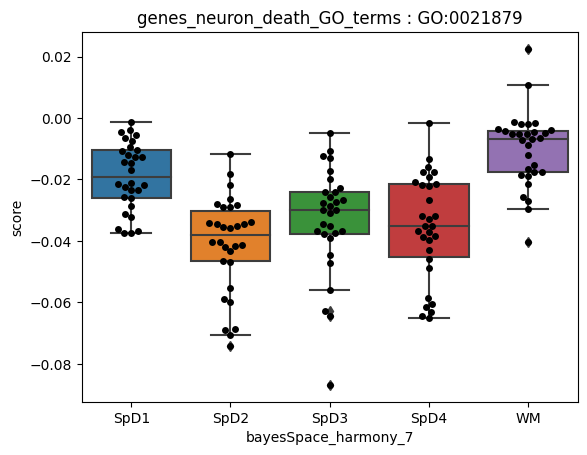 genes_neuron_death_GO_terms : GO:0021879
0.02
0.00
−0.02
−0.04
−0.06
−0.08
score
SpD1 SpD2 SpD3 SpD4 WM
bayesSpace_harmony_7